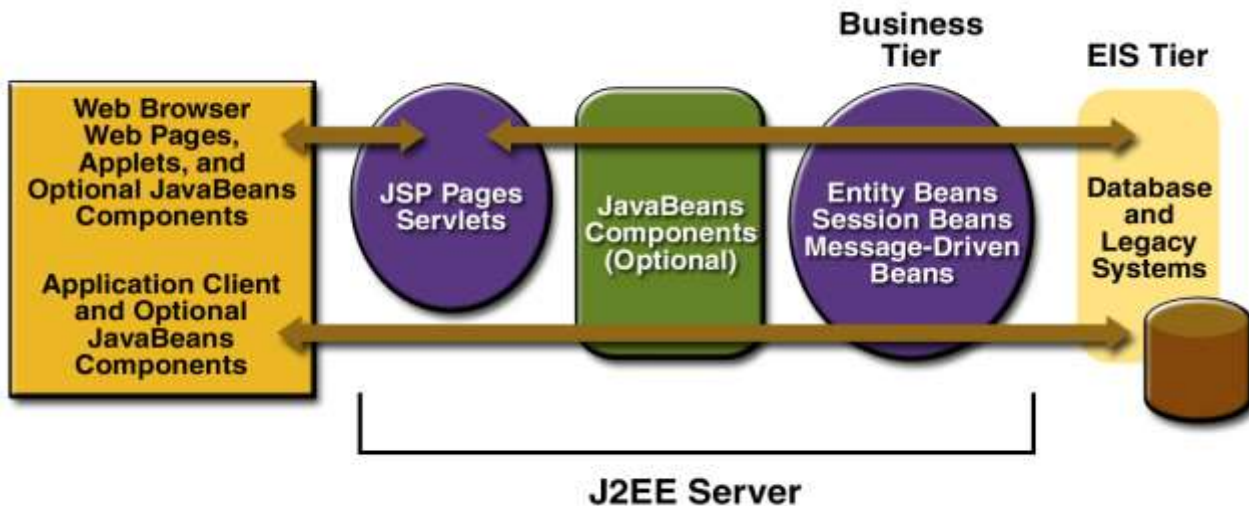 Business
Tier
EIS Tier
Web Browser
Web Pages,
Applets, and
Optional JavaBeans
Components
Application Client
and Optional
JavaBeans
Components
JSP Pages
Servlets
JavaBeans
Components
(Optional)
Entity Beans
Session Beans
Message-Driven
Beans
Database
and
Legacy
Systems
J2EE Server